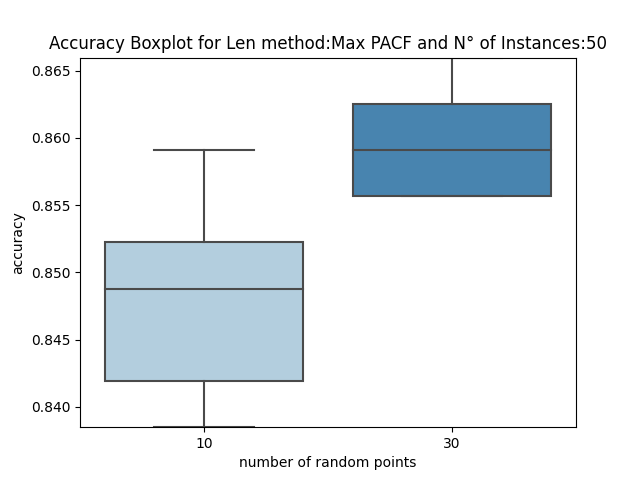 Accuracy Boxplot for Len method:Max PACF and N° of Instances:50
0.865
0.860
0.855
0.850
0.845
0.840
accuracy
10 30
number of random points